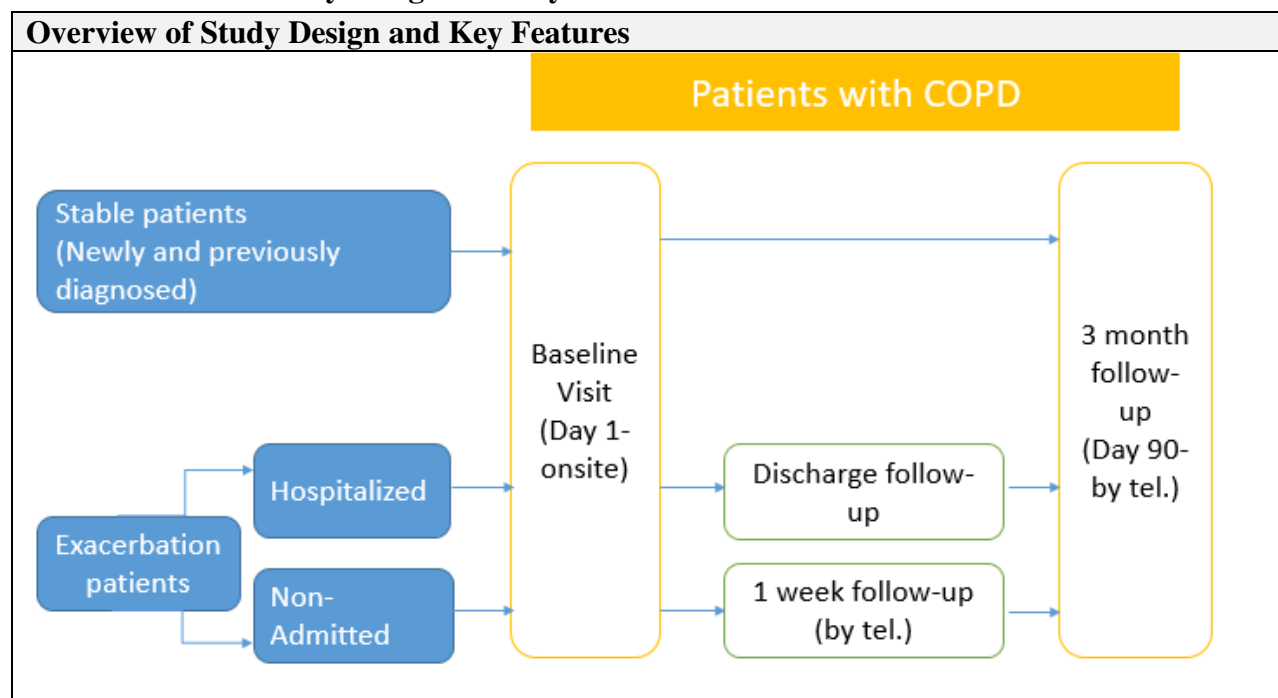 Overview of Study Design and Key Features
Patients with COPD
Stable patients
(Newly and previously
diagnosed)
Baseline
Visit
(Day 1-
onsite)
3 month
follow-
up
(Day 90-
by tel.)
Exacerbation
patients
Hospitalized
Discharge follow-
up
Non-
Admitted
1 week follow-up
(by tel.)